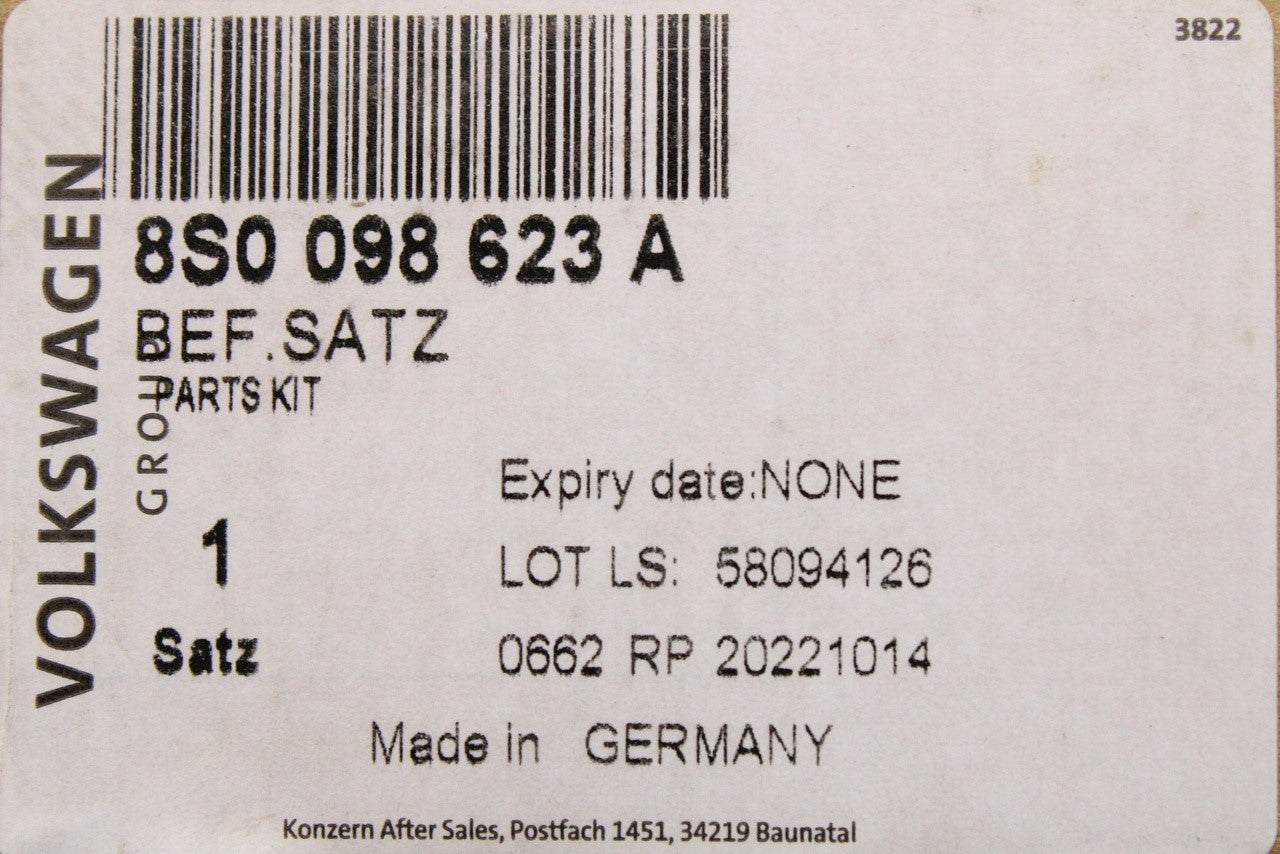 3822
VOLKSWAGEN
GROUP
8S0 098 623 A
BEF.SATZ
PARTS KIT
Expiry date:NONE
1
LOT LS: 58094126
Satz
0662 RP 20221014
Made in GERMANY
Konzern After Sales, Postfach 1451, 34219 Baunatal